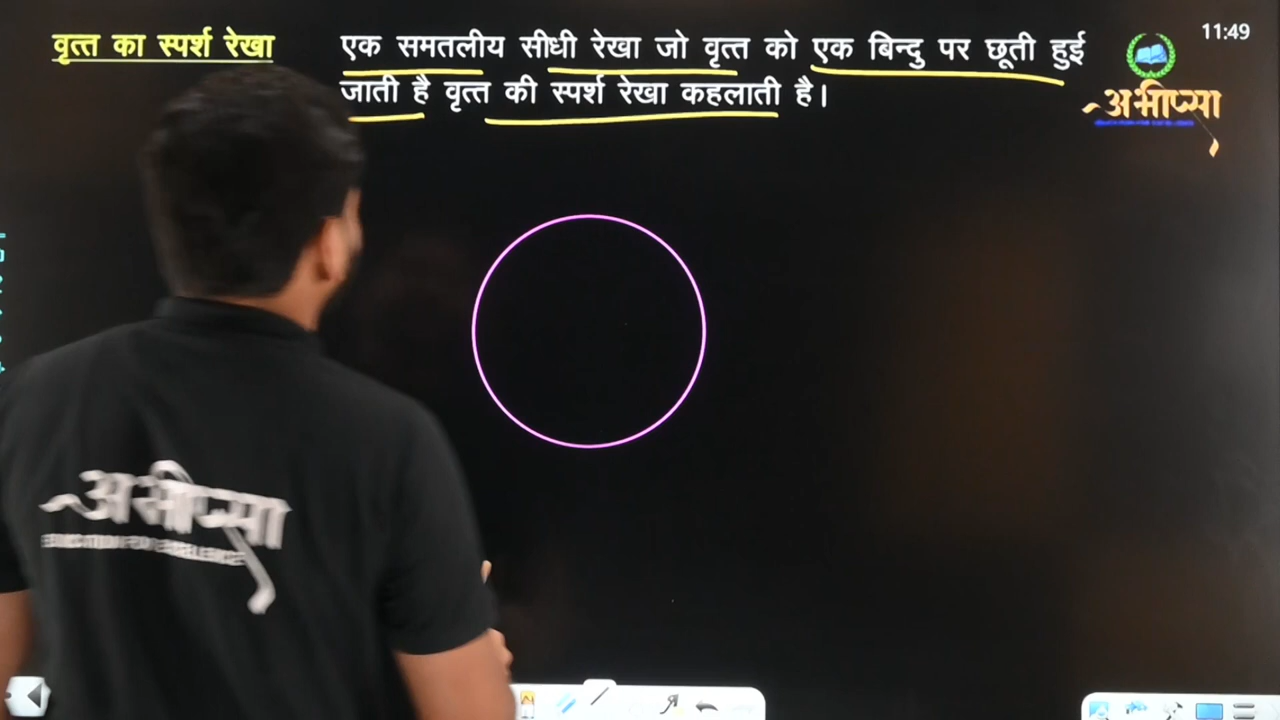 वृत्त का स्पर्श रेखा
एक समतलीय सीधी रेखा जो वृत्त को एक बिन्दु पर छूती हुई
जाती है वृत्त की स्पर्श रेखा कहलाती है।
11:49
अभीप्सा
अभीप्सा